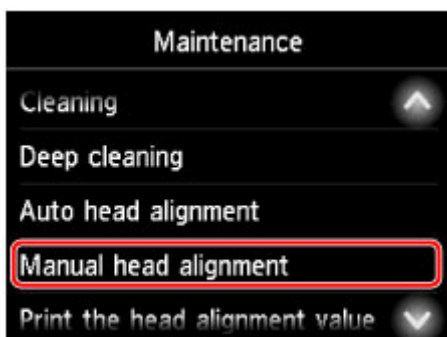 Maintenance
Cleaning
Deep cleaning
Auto head alignment
Manual head alignment
Print the head alignment value